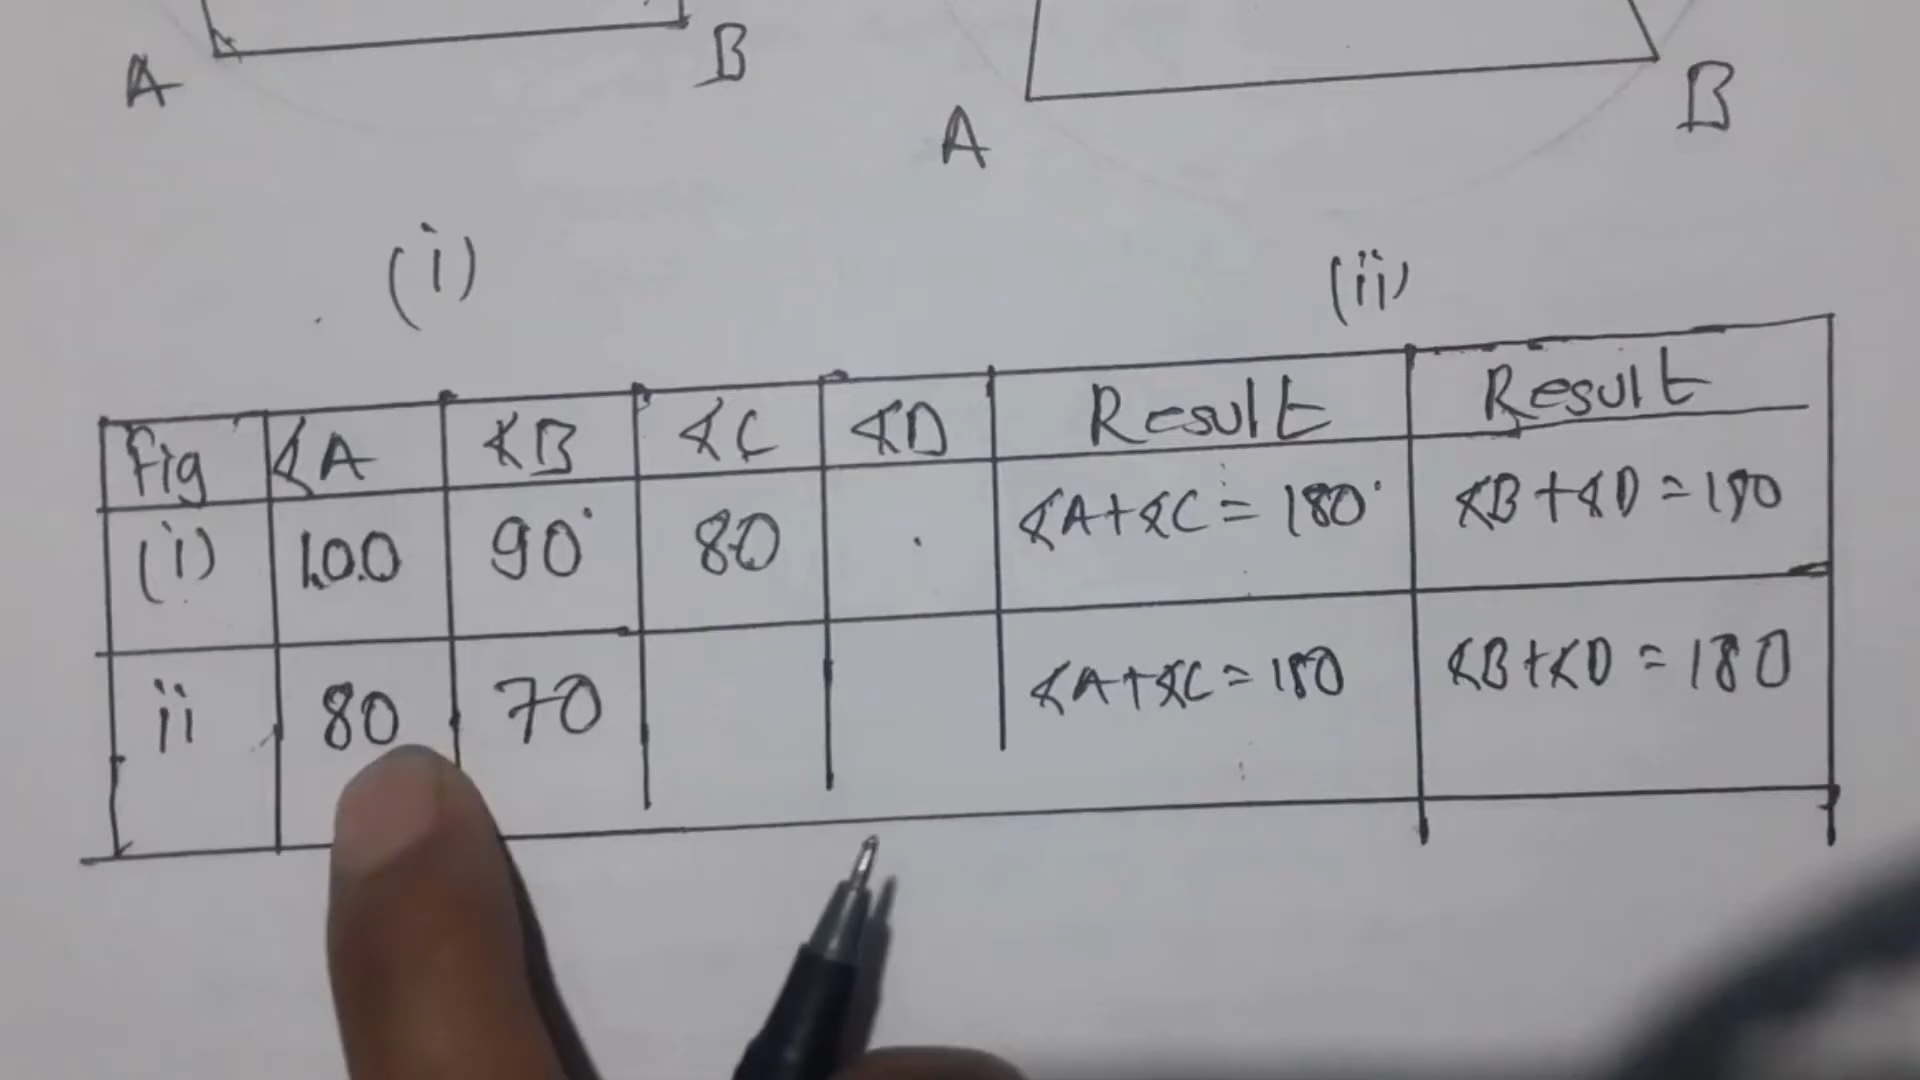 A B A B
(i) (ii)
fig ∡A ∡B ∡C ∡D Result Result
(i) 100 90° 80 ∡A+∡C = 180° ∡B+∡D = 180
ii 80 70 ∡A+∡C = 180 ∡B+∡D = 180